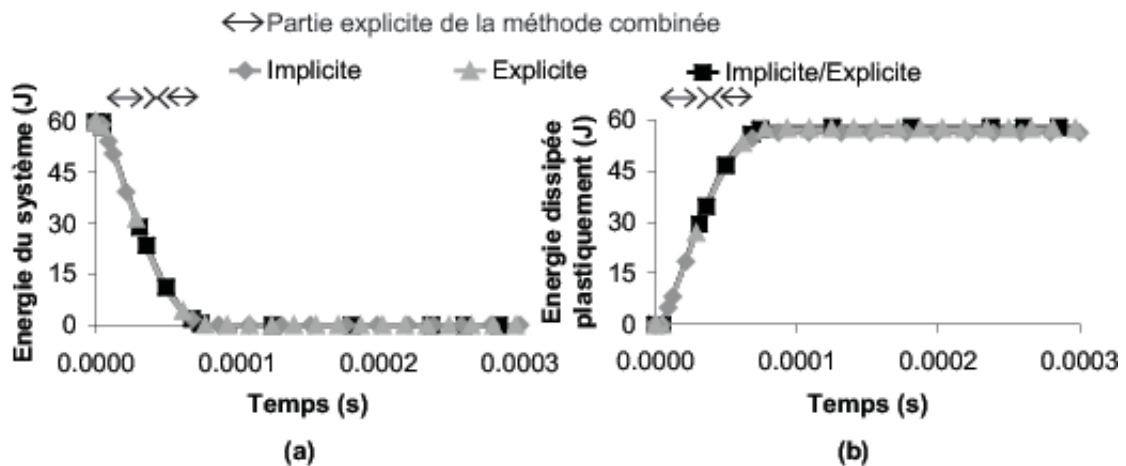 Partie explicite de la méthode combinée
Implicite Explicite Implicite/Explicite
Energie du système (J)
60
45
30
15
0
0.0000 0.0001 0.0002 0.0003
Temps (s)
(a)
Energie dissipée
plastiquement (J)
60
45
30
15
0
0.0000 0.0001 0.0002 0.0003
Temps (s)
(b)